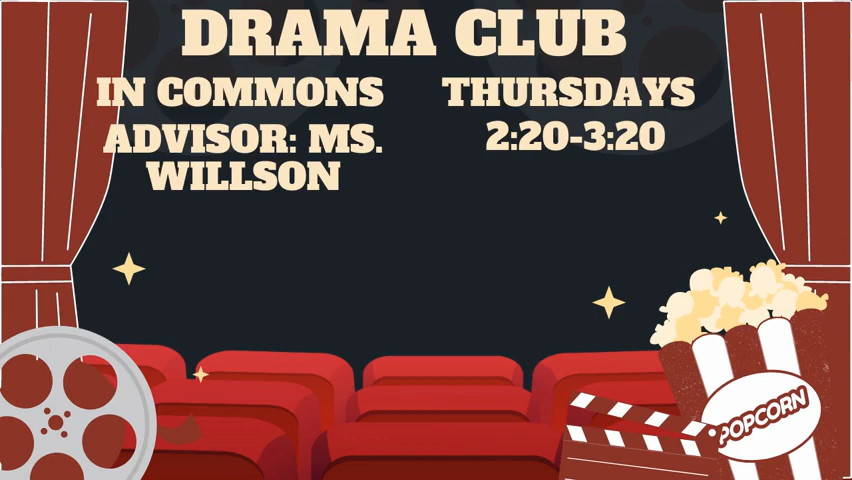 DRAMA CLUB
IN COMMONS
ADVISOR: MS.
WILLSON
THURSDAYS
2:20-3:20
POPCORN